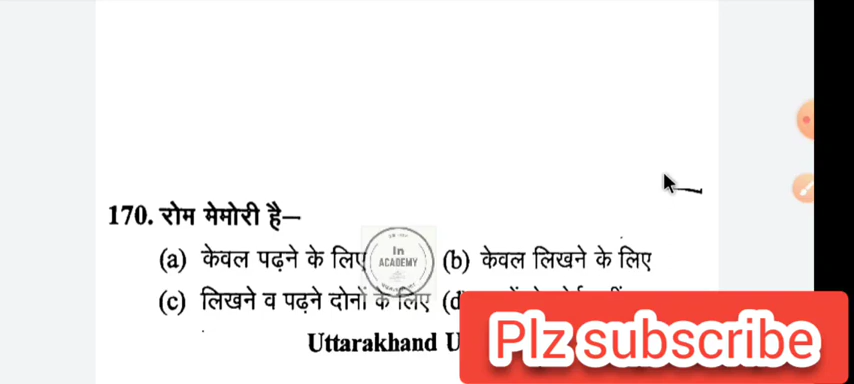 170. रोम मेमोरी है—
(a) केवल पढ़ने के लिए (b) केवल लिखने के लिए
In
ACADEMY
(c) लिखने व पढ़ने दोनों के लिए (d
Uttarakhand U
Plz subscribe